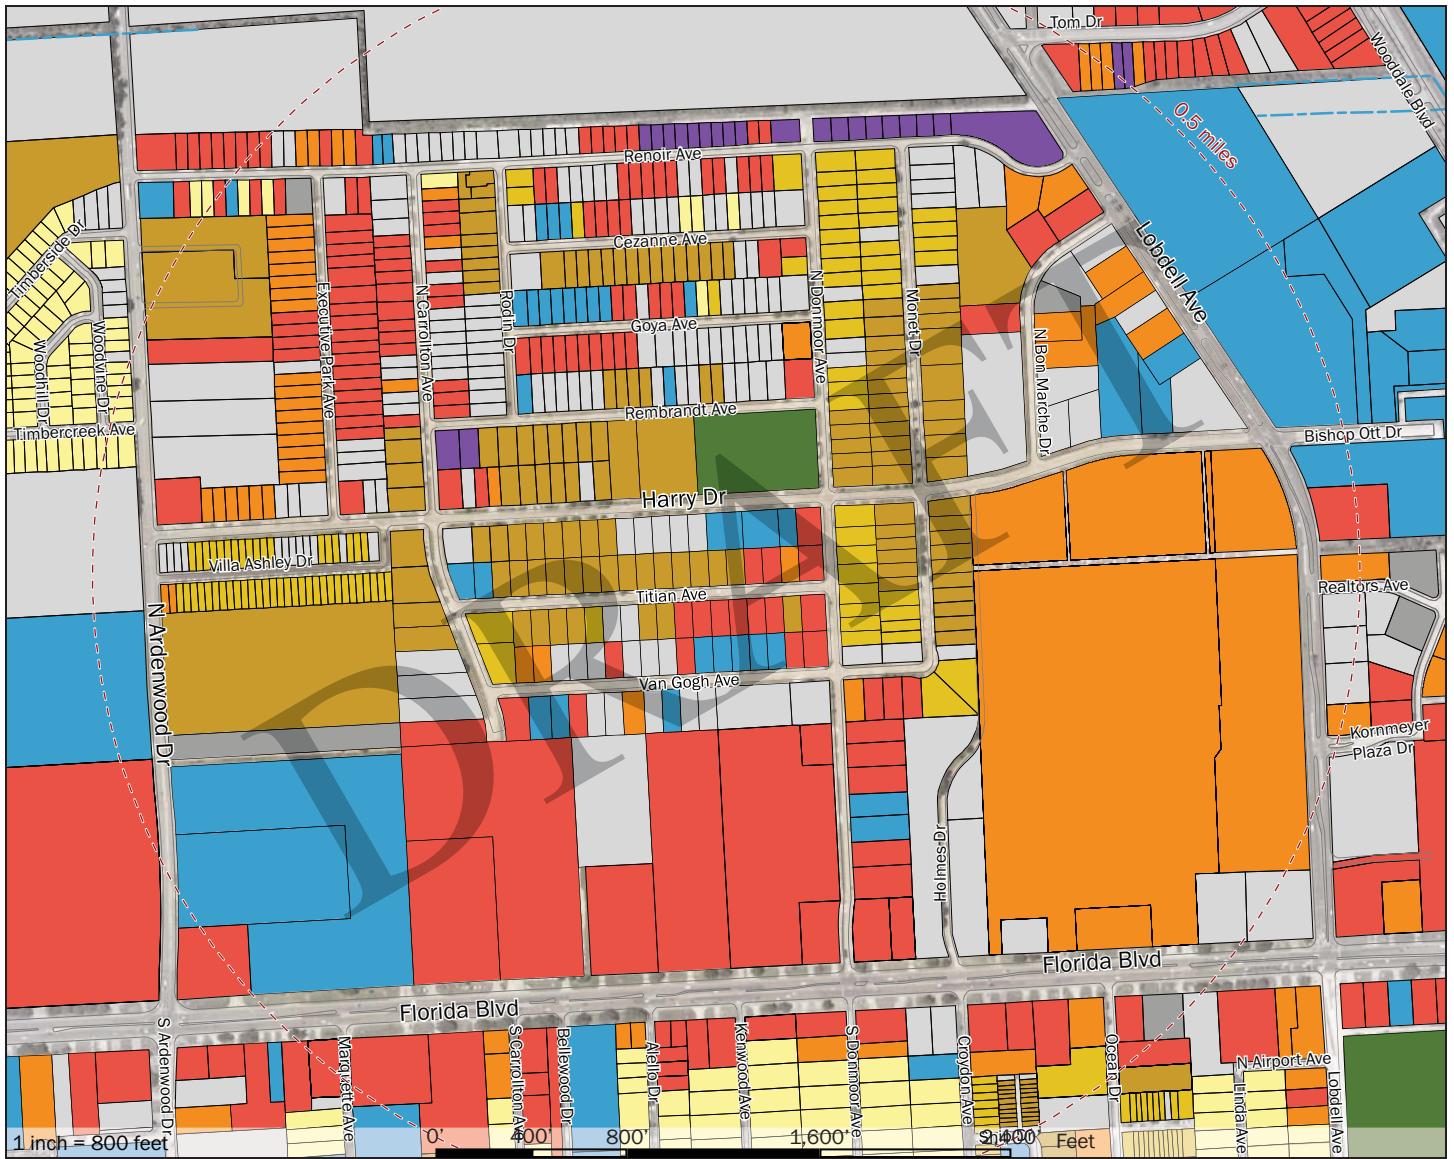 Tom Dr
Wooddale Blvd
0.5 miles
Renoir Ave
Timberside Dr
Cezanne Ave
Lobdell Ave
Executive Park Ave
N Carrollton Ave
Rodin Dr
Goya Ave
N Donmoor Ave
Monet Dr
N Bon Marche Dr
Woodhill Dr
Woodvine Dr
Rembrandt Ave
Timbercreek Ave
Bishop Ott Dr
Harry Dr
Villa Ashley Dr
Titian Ave
Realtors Ave
N Ardenwood Dr
Van Gogh Ave
Kornmeyer
Plaza Dr
DRAFT
Holmes Dr
Florida Blvd
Florida Blvd
S Ardenwood Dr
Marquette Ave
S Carrollton Ave
Bellewood Dr
Alello Dr
Kenwood Ave
S Donmoor Ave
Croydon Ave
Ocean Dr
N Airport Ave
Linda Ave
Lobdell Ave
1 inch = 800 feet
0' 400' 800' 1,600' 2,400' Feet